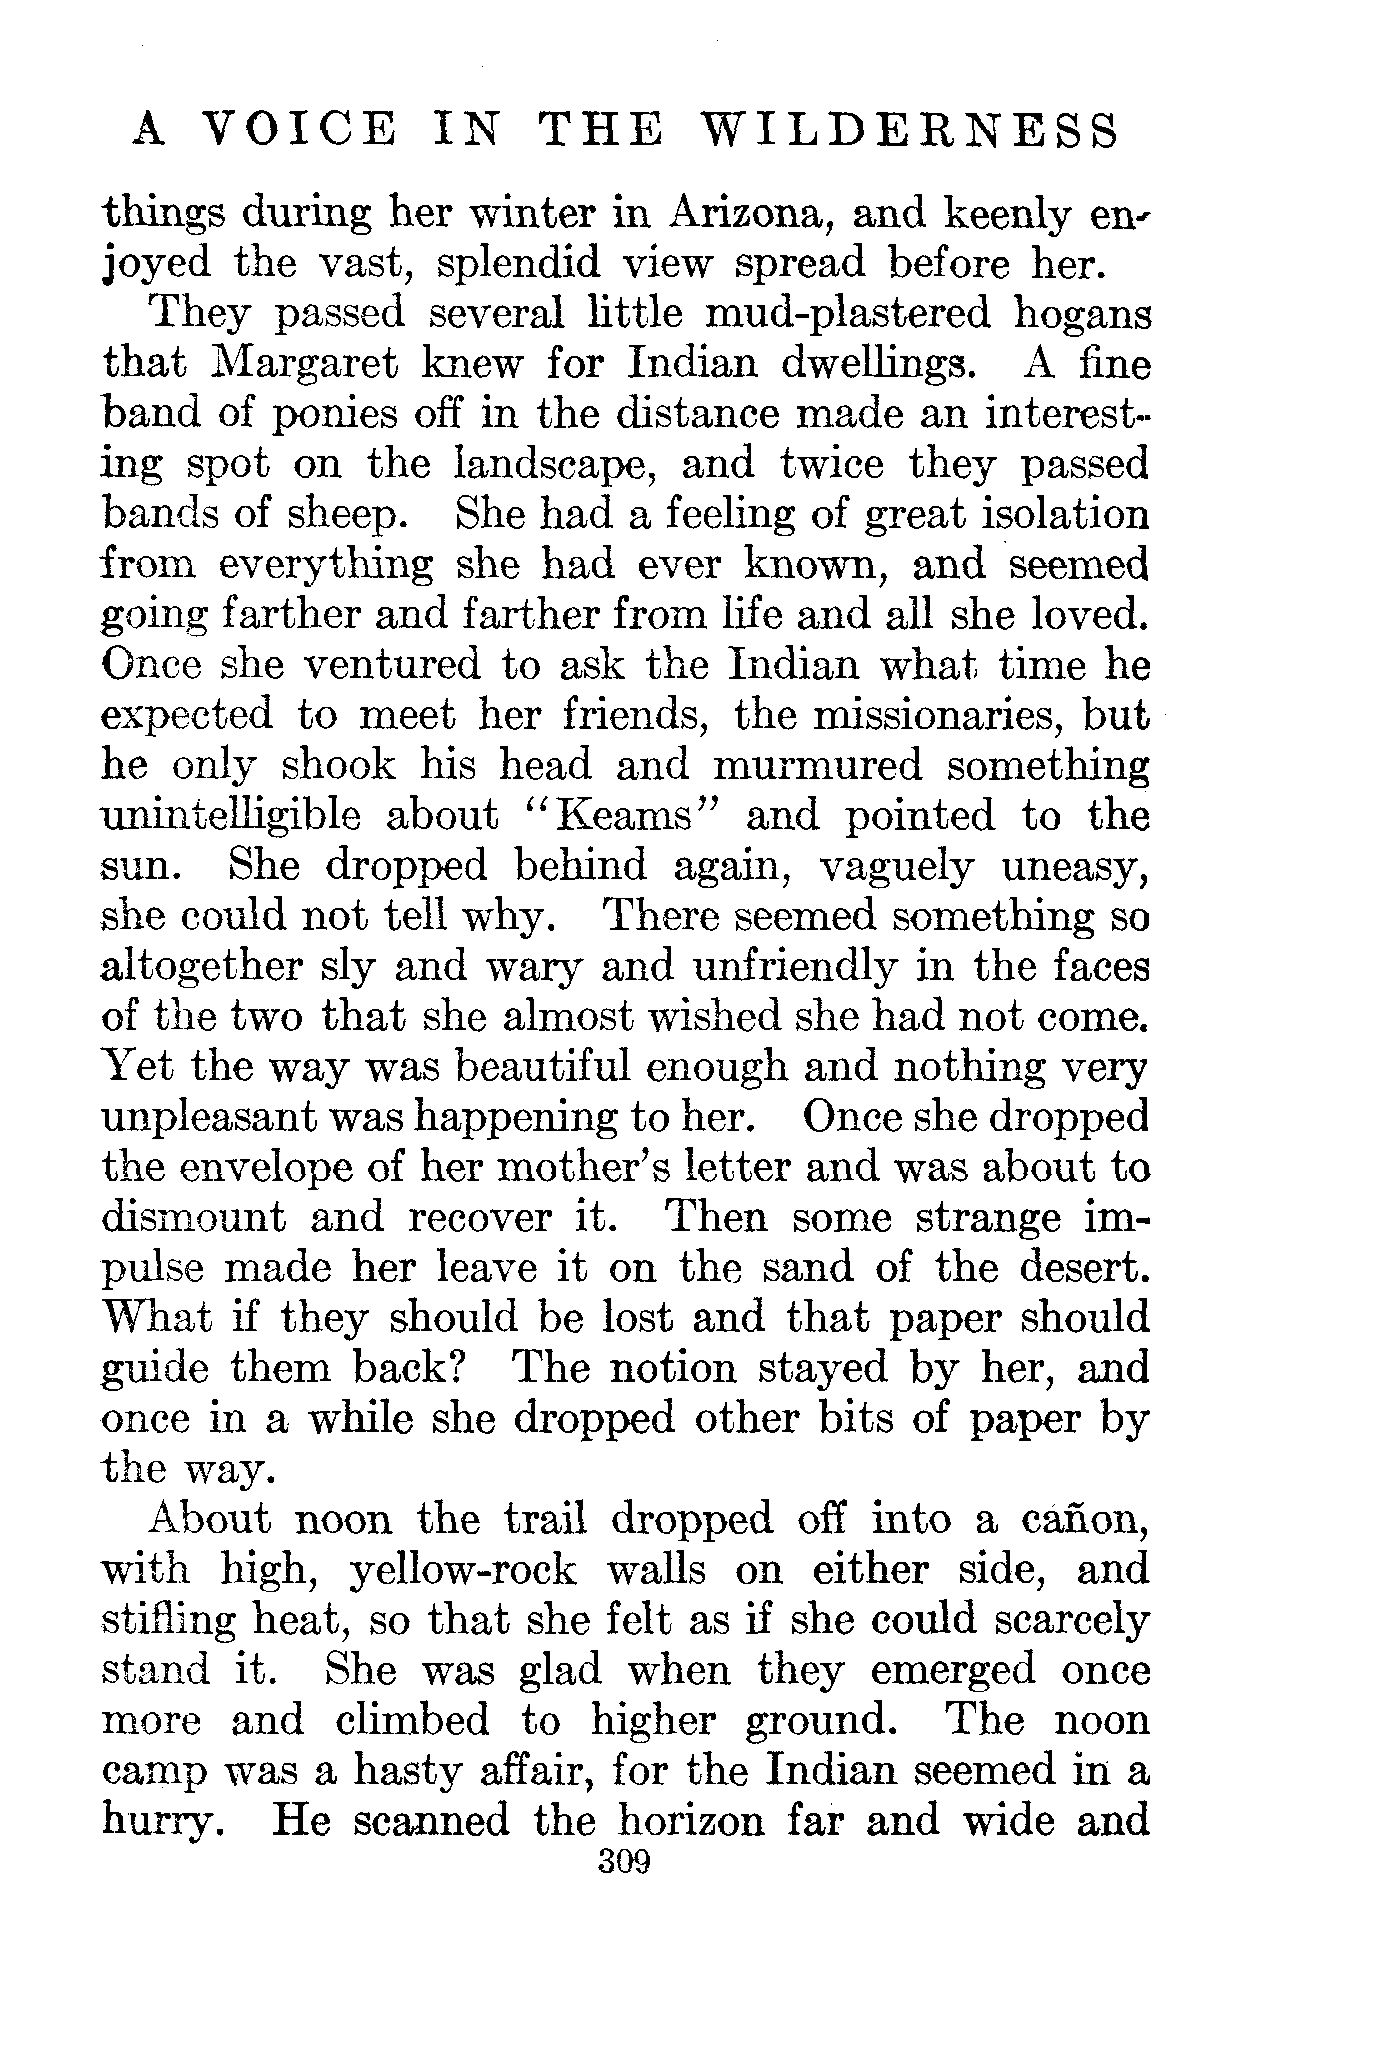 A VOICE IN THE WILDERNESS
things during her winter in Arizona, and keenly en-
joyed the vast, splendid view spread before her.
They passed several little mud-plastered hogans
that Margaret knew for Indian dwellings. A fine
band of ponies off in the distance made an interest-
ing spot on the landscape, and twice they passed
bands of sheep. She had a feeling of great isolation
from everything she had ever known, and seemed
going farther and farther from life and all she loved.
Once she ventured to ask the Indian what time he
expected to meet her friends, the missionaries, but
he only shook his head and murmured something
unintelligible about "Keams" and pointed to the
sun. She dropped behind again, vaguely uneasy,
she could not tell why. There seemed something so
altogether sly and wary and unfriendly in the faces
of the two that she almost wished she had not come.
Yet the way was beautiful enough and nothing very
unpleasant was happening to her. Once she dropped
the envelope of her mother's letter and was about to
dismount and recover it. Then some strange im-
pulse made her leave it on the sand of the desert.
What if they should be lost and that paper should
guide them back? The notion stayed by her, and
once in a while she dropped other bits of paper by
the way.
About noon the trail dropped off into a cañon,
with high, yellow-rock walls on either side, and
stifling heat, so that she felt as if she could scarcely
stand it. She was glad when they emerged once
more and climbed to higher ground. The noon
camp was a hasty affair, for the Indian seemed in a
hurry. He scanned the horizon far and wide and
309